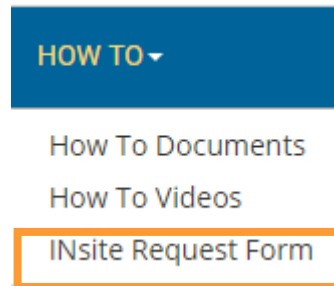 HOW TO
How To Documents
How To Videos
INsite Request Form